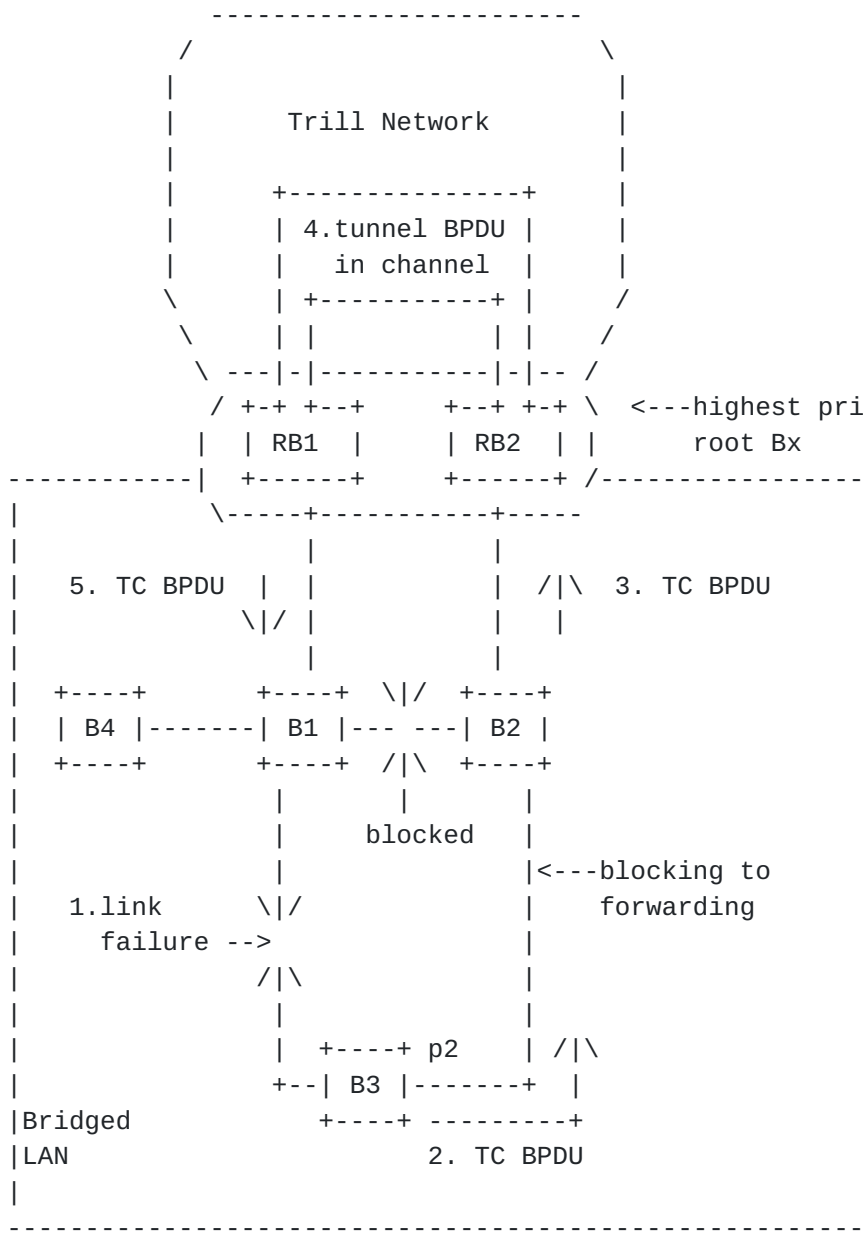 Trill Network
4.tunnel BPDU
in channel
<---highest pri
RB1 RB2 root Bx
5. TC BPDU 3. TC BPDU
B4 B1 B2
blocked
<---blocking to
1.link forwarding
failure -->
p2
B3
Bridged
LAN 2. TC BPDU